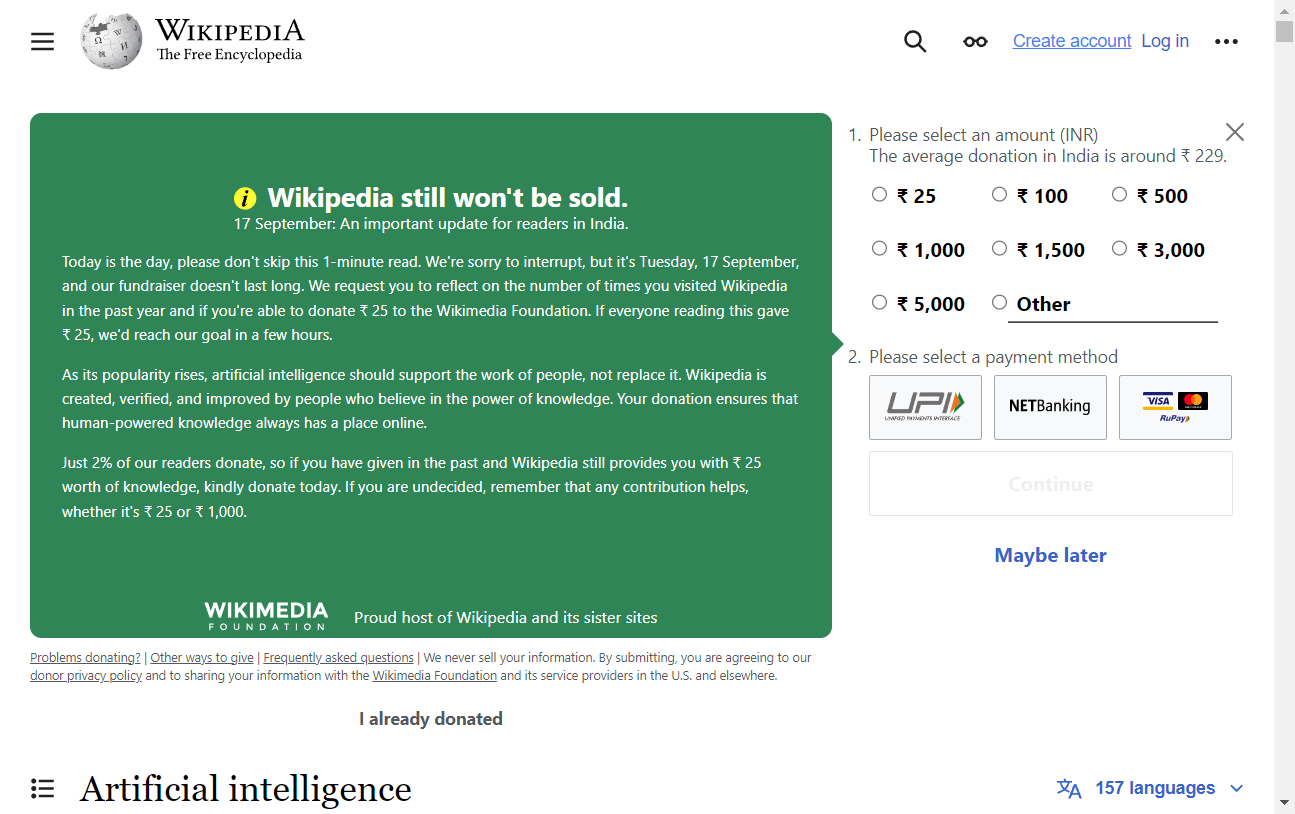 WIKIPEDIA
The Free Encyclopedia
Create account Log in
i Wikipedia still won't be sold.
17 September: An important update for readers in India.
Today is the day, please don't skip this 1-minute read. We're sorry to interrupt, but it's Tuesday, 17 September,
and our fundraiser doesn't last long. We request you to reflect on the number of times you visited Wikipedia
in the past year and if you're able to donate ₹ 25 to the Wikimedia Foundation. If everyone reading this gave
₹ 25, we'd reach our goal in a few hours.
As its popularity rises, artificial intelligence should support the work of people, not replace it. Wikipedia is
created, verified, and improved by people who believe in the power of knowledge. Your donation ensures that
human-powered knowledge always has a place online.
Just 2% of our readers donate, so if you have given in the past and Wikipedia still provides you with ₹ 25
worth of knowledge, kindly donate today. If you are undecided, remember that any contribution helps,
whether it's ₹ 25 or ₹ 1,000.
WIKIMEDIA
FOUNDATION
Proud host of Wikipedia and its sister sites
1. Please select an amount (INR)
The average donation in India is around ₹ 229.
₹ 25 ₹ 100 ₹ 500
₹ 1,000 ₹ 1,500 ₹ 3,000
₹ 5,000 Other
2. Please select a payment method
UPI
UNIFIED PAYMENTS INTERFACE
NETBanking
VISA
RuPay
Continue
Maybe later
Problems donating? | Other ways to give | Frequently asked questions | We never sell your information. By submitting, you are agreeing to our
donor privacy policy and to sharing your information with the Wikimedia Foundation and its service providers in the U.S. and elsewhere.
I already donated
Artificial intelligence
157 languages